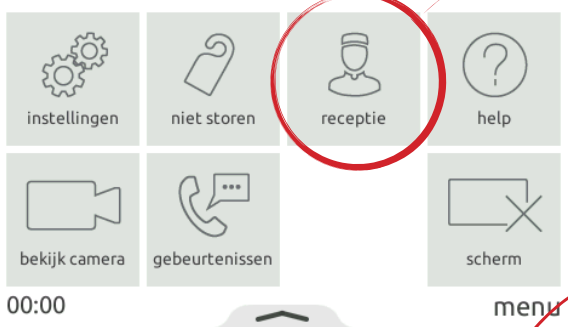 instellingen niet storen receptie help
bekijk camera gebeurtenissen scherm
00:00 menu